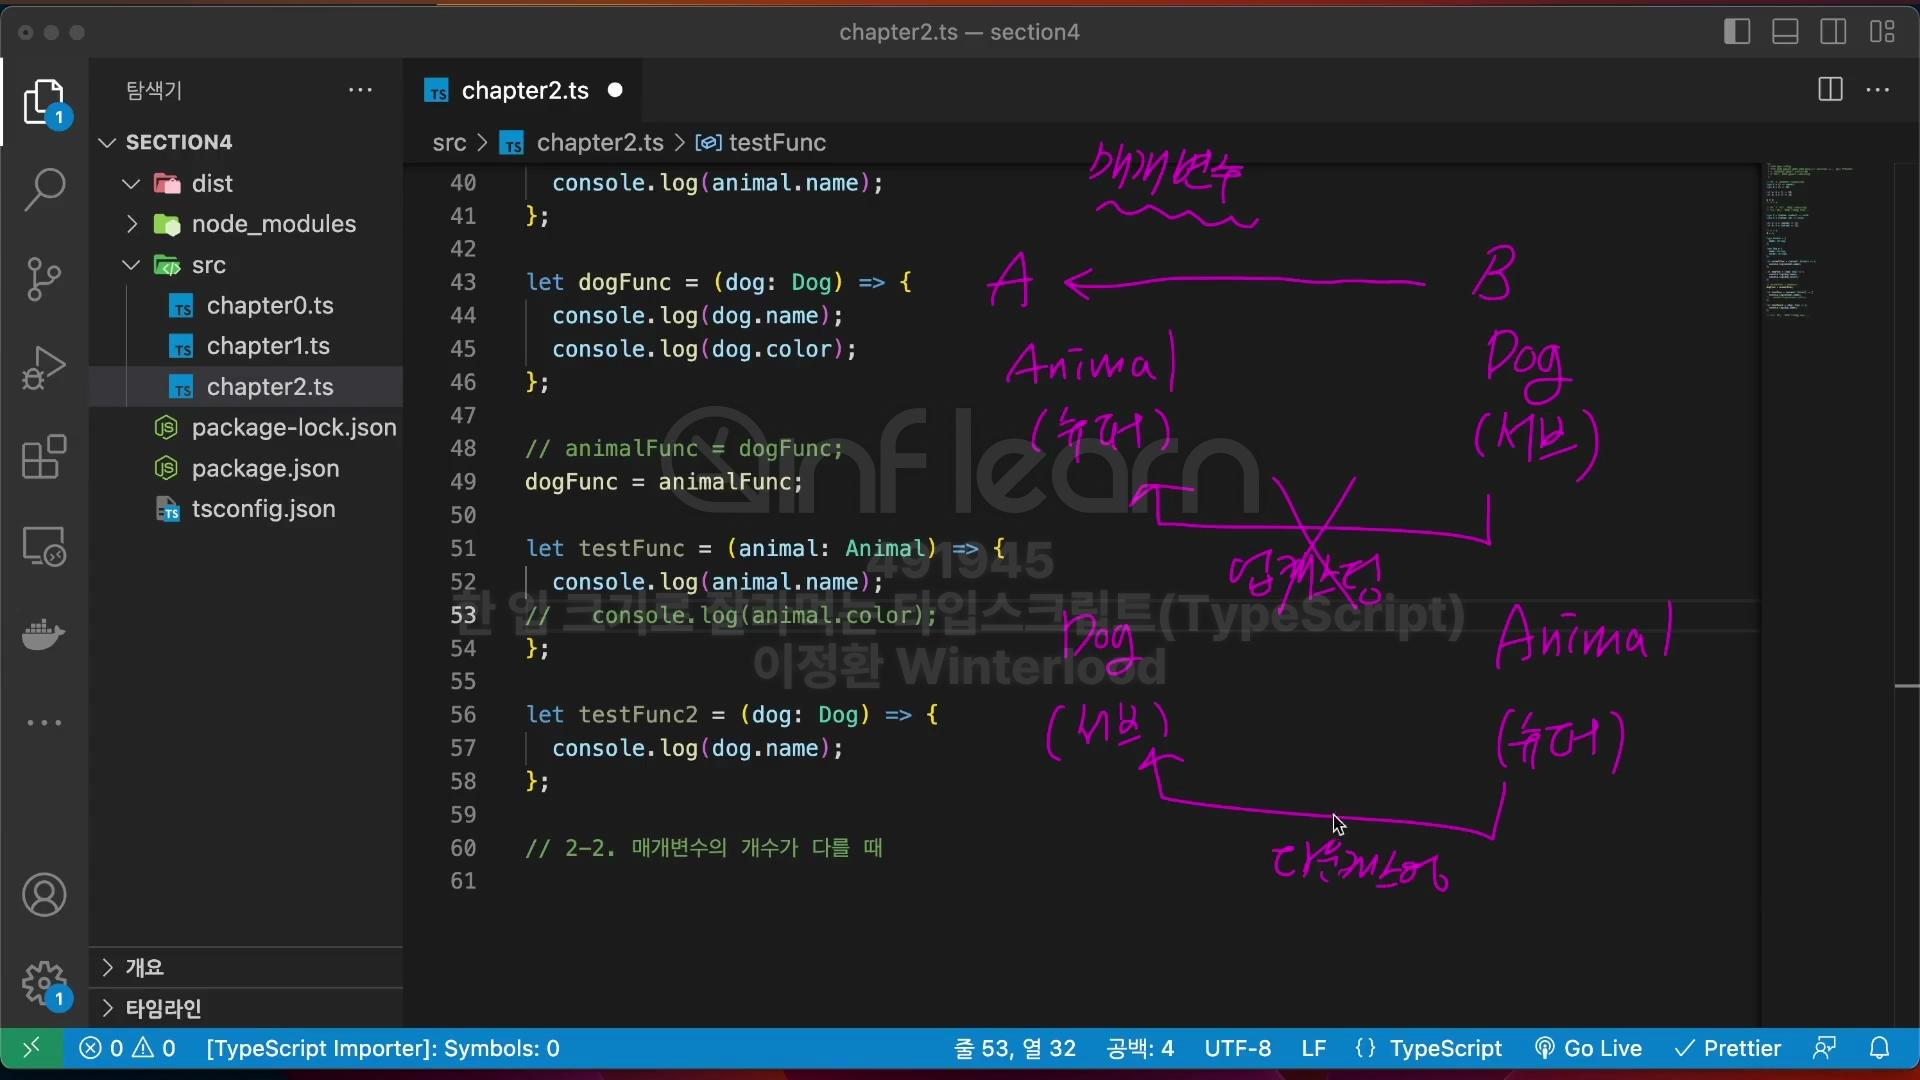 chapter2.ts — section4
탐색기
chapter2.ts
SECTION4
dist
node_modules
src
chapter0.ts
chapter1.ts
chapter2.ts
package-lock.json
package.json
tsconfig.json
개요
타임라인
src > chapter2.ts > testFunc
40 console.log(animal.name);
41 };
42
43 let dogFunc = (dog: Dog) => {
44 console.log(dog.name);
45 console.log(dog.color);
46 };
47
48 // animalFunc = dogFunc;
49 dogFunc = animalFunc;
50
51 let testFunc = (animal: Animal) => {
52 console.log(animal.name);
53 // console.log(animal.color);
54 };
55
56 let testFunc2 = (dog: Dog) => {
57 console.log(dog.name);
58 };
59
60 // 2-2. 매개변수의 개수가 다를 때
61
매개변수
A B
Animal Dog
(슈퍼) (서브)
업캐스팅
Dog Animal
(서브) (슈퍼)
다운캐스팅
inflearn
491945
한 입 크기로 잘라먹는 타입스크립트(TypeScript)
이정환 Winterlood
1
1
0 0 [TypeScript Importer]: Symbols: 0 줄 53, 열 32 공백: 4 UTF-8 LF {} TypeScript Go Live Prettier